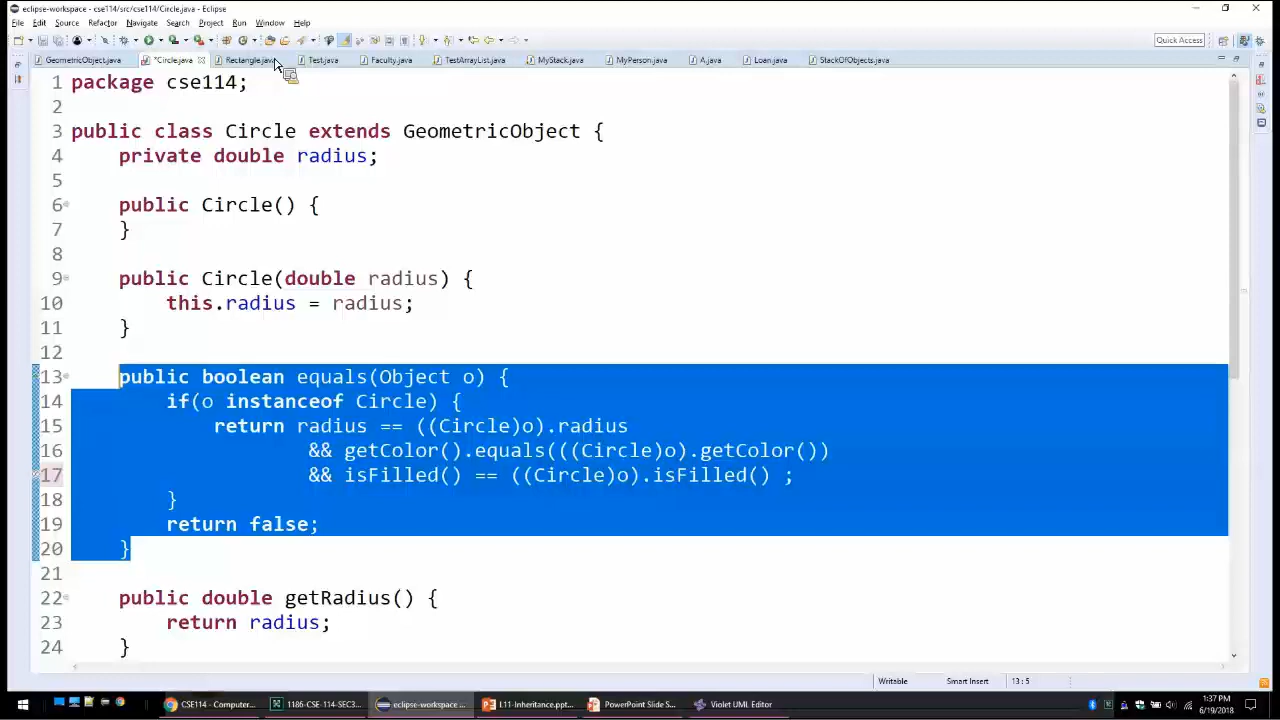 eclipse-workspace - cse114/src/cse114/Circle.java - Eclipse
File Edit Source Refactor Navigate Search Project Run Window Help
Quick Access
GeometricObject.java *Circle.java Rectangle.java Test.java Faculty.java TestArrayList.java MyStack.java MyPerson.java A.java Loan.java StackOfObjects.java
1 package cse114;
2
3 public class Circle extends GeometricObject {
4 private double radius;
5
6 public Circle() {
7 }
8
9 public Circle(double radius) {
10 this.radius = radius;
11 }
12
13 public boolean equals(Object o) {
14 if(o instanceof Circle) {
15 return radius == ((Circle)o).radius
16 && getColor().equals(((Circle)o).getColor())
17 && isFilled() == ((Circle)o).isFilled() ;
18 }
19 return false;
20 }
21
22 public double getRadius() {
23 return radius;
24 }
Writable Smart Insert 13 : 5
CSE114 - Computer... 1186-CSE-114-SEC3... eclipse-workspace ... L11-Inheritance.ppt... PowerPoint Slide S... Violet UML Editor
1:37 PM
6/19/2018